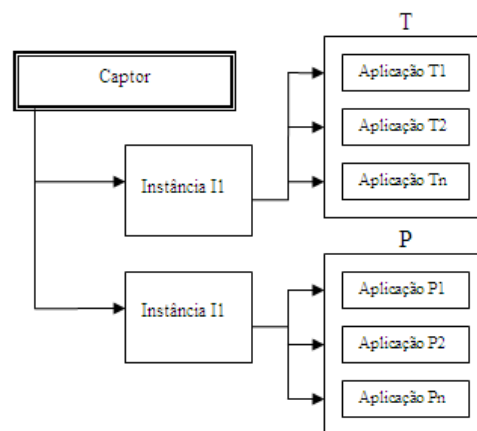 T
Captor
Aplicação T1
Aplicação T2
Instância I1
Aplicação Tn
P
Aplicação P1
Instância I1
Aplicação P2
Aplicação Pn